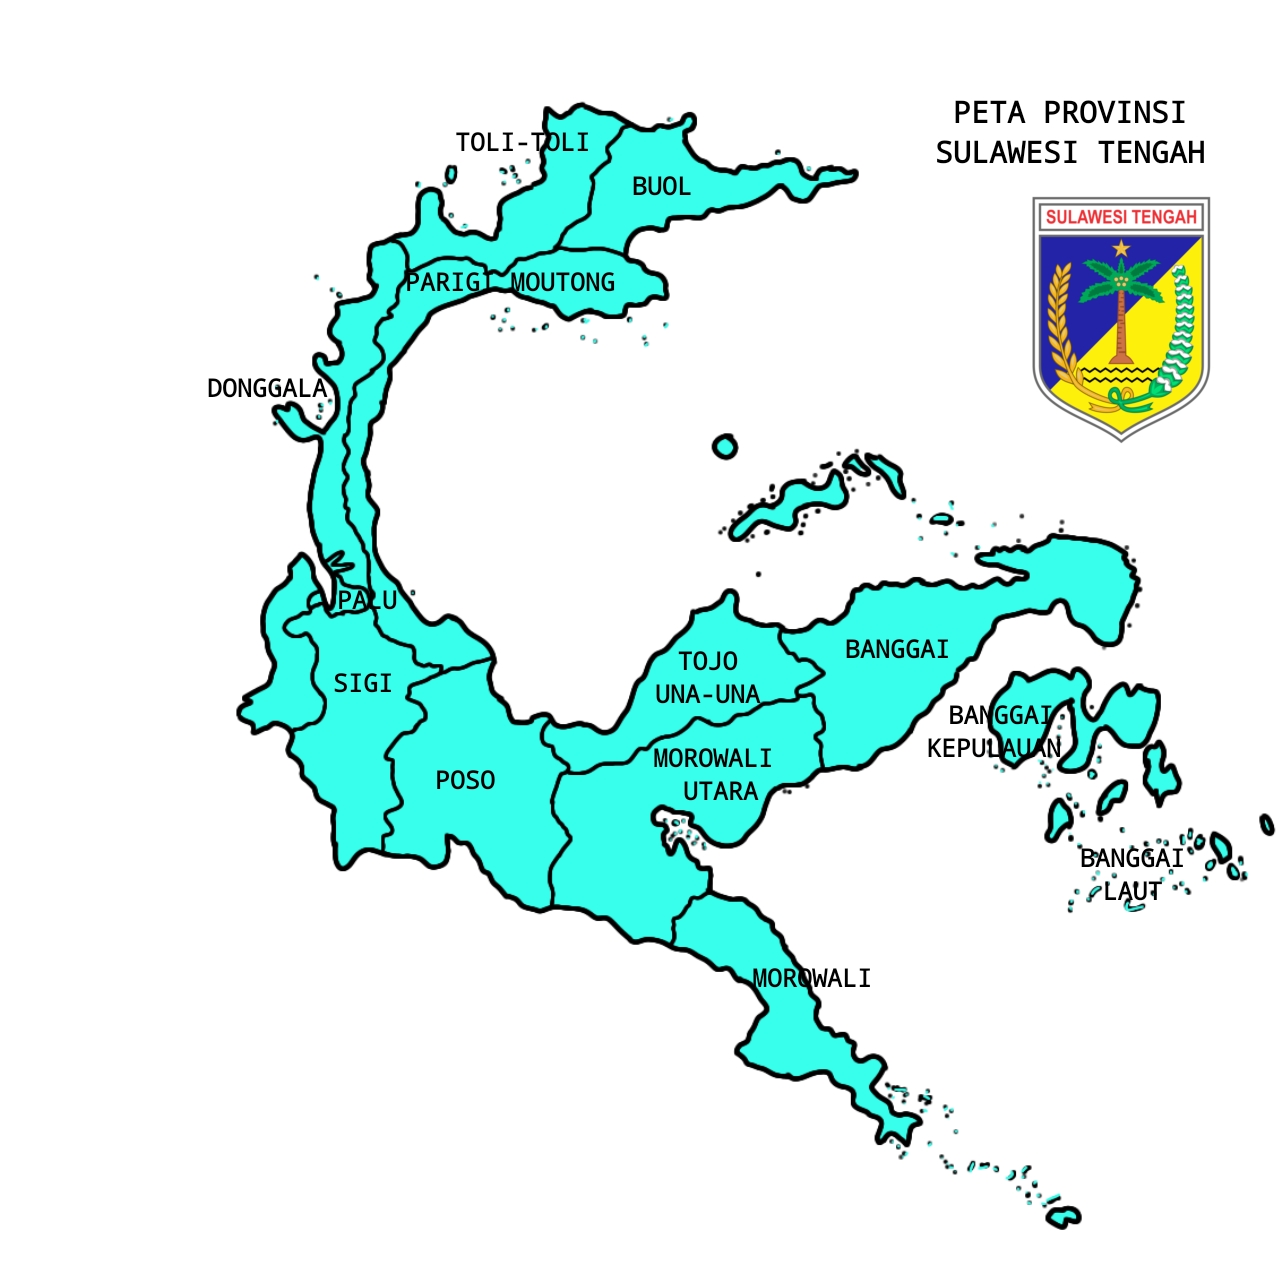 PETA PROVINSI
SULAWESI TENGAH
SULAWESI TENGAH
TOLI-TOLI
BUOL
PARIGI MOUTONG
DONGGALA
PALU
SIGI
POSO
TOJO
UNA-UNA
BANGGAI
MOROWALI
UTARA
BANGGAI
KEPULAUAN
BANGGAI
LAUT
MOROWALI